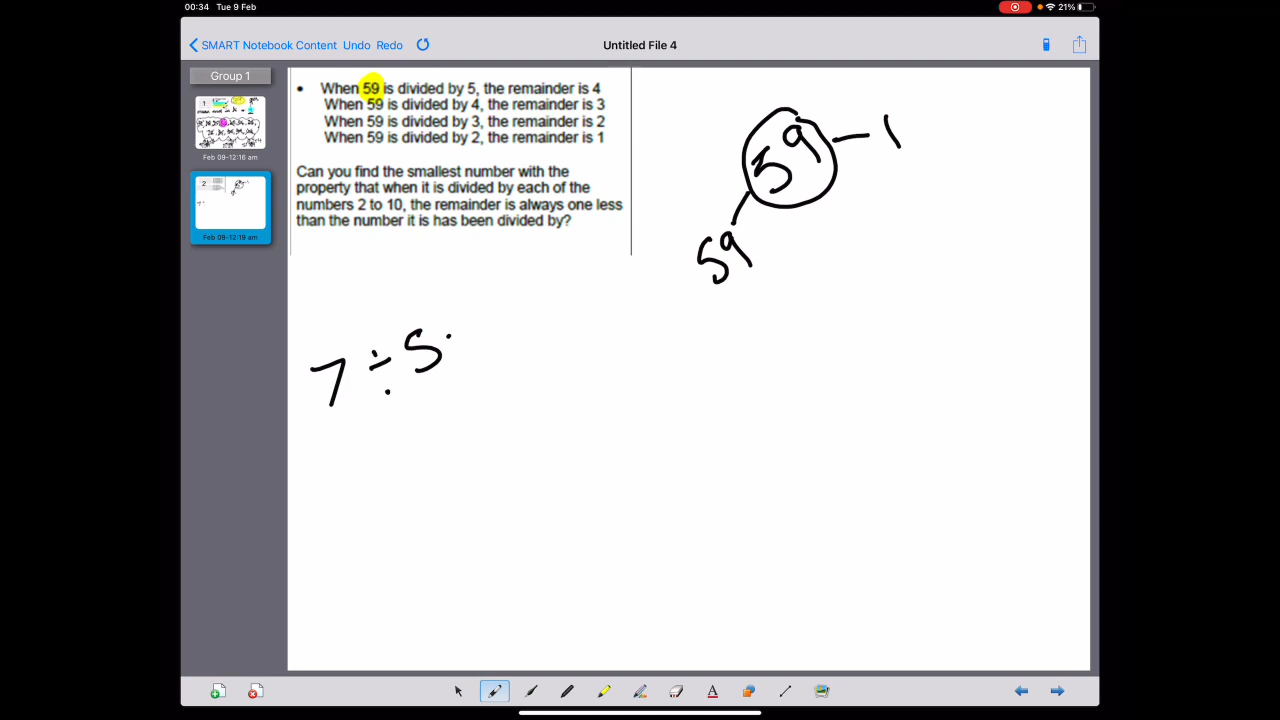 00:34 Tue 9 Feb
21%
SMART Notebook Content Undo Redo
Untitled File 4
Group 1
1
Feb 09-12:16 am
2
Feb 09-12:19 am
• When 59 is divided by 5, the remainder is 4
When 59 is divided by 4, the remainder is 3
When 59 is divided by 3, the remainder is 2
When 59 is divided by 2, the remainder is 1
Can you find the smallest number with the
property that when it is divided by each of the
numbers 2 to 10, the remainder is always one less
than the number it is has been divided by?
59 1
59
7 ÷ 5
A